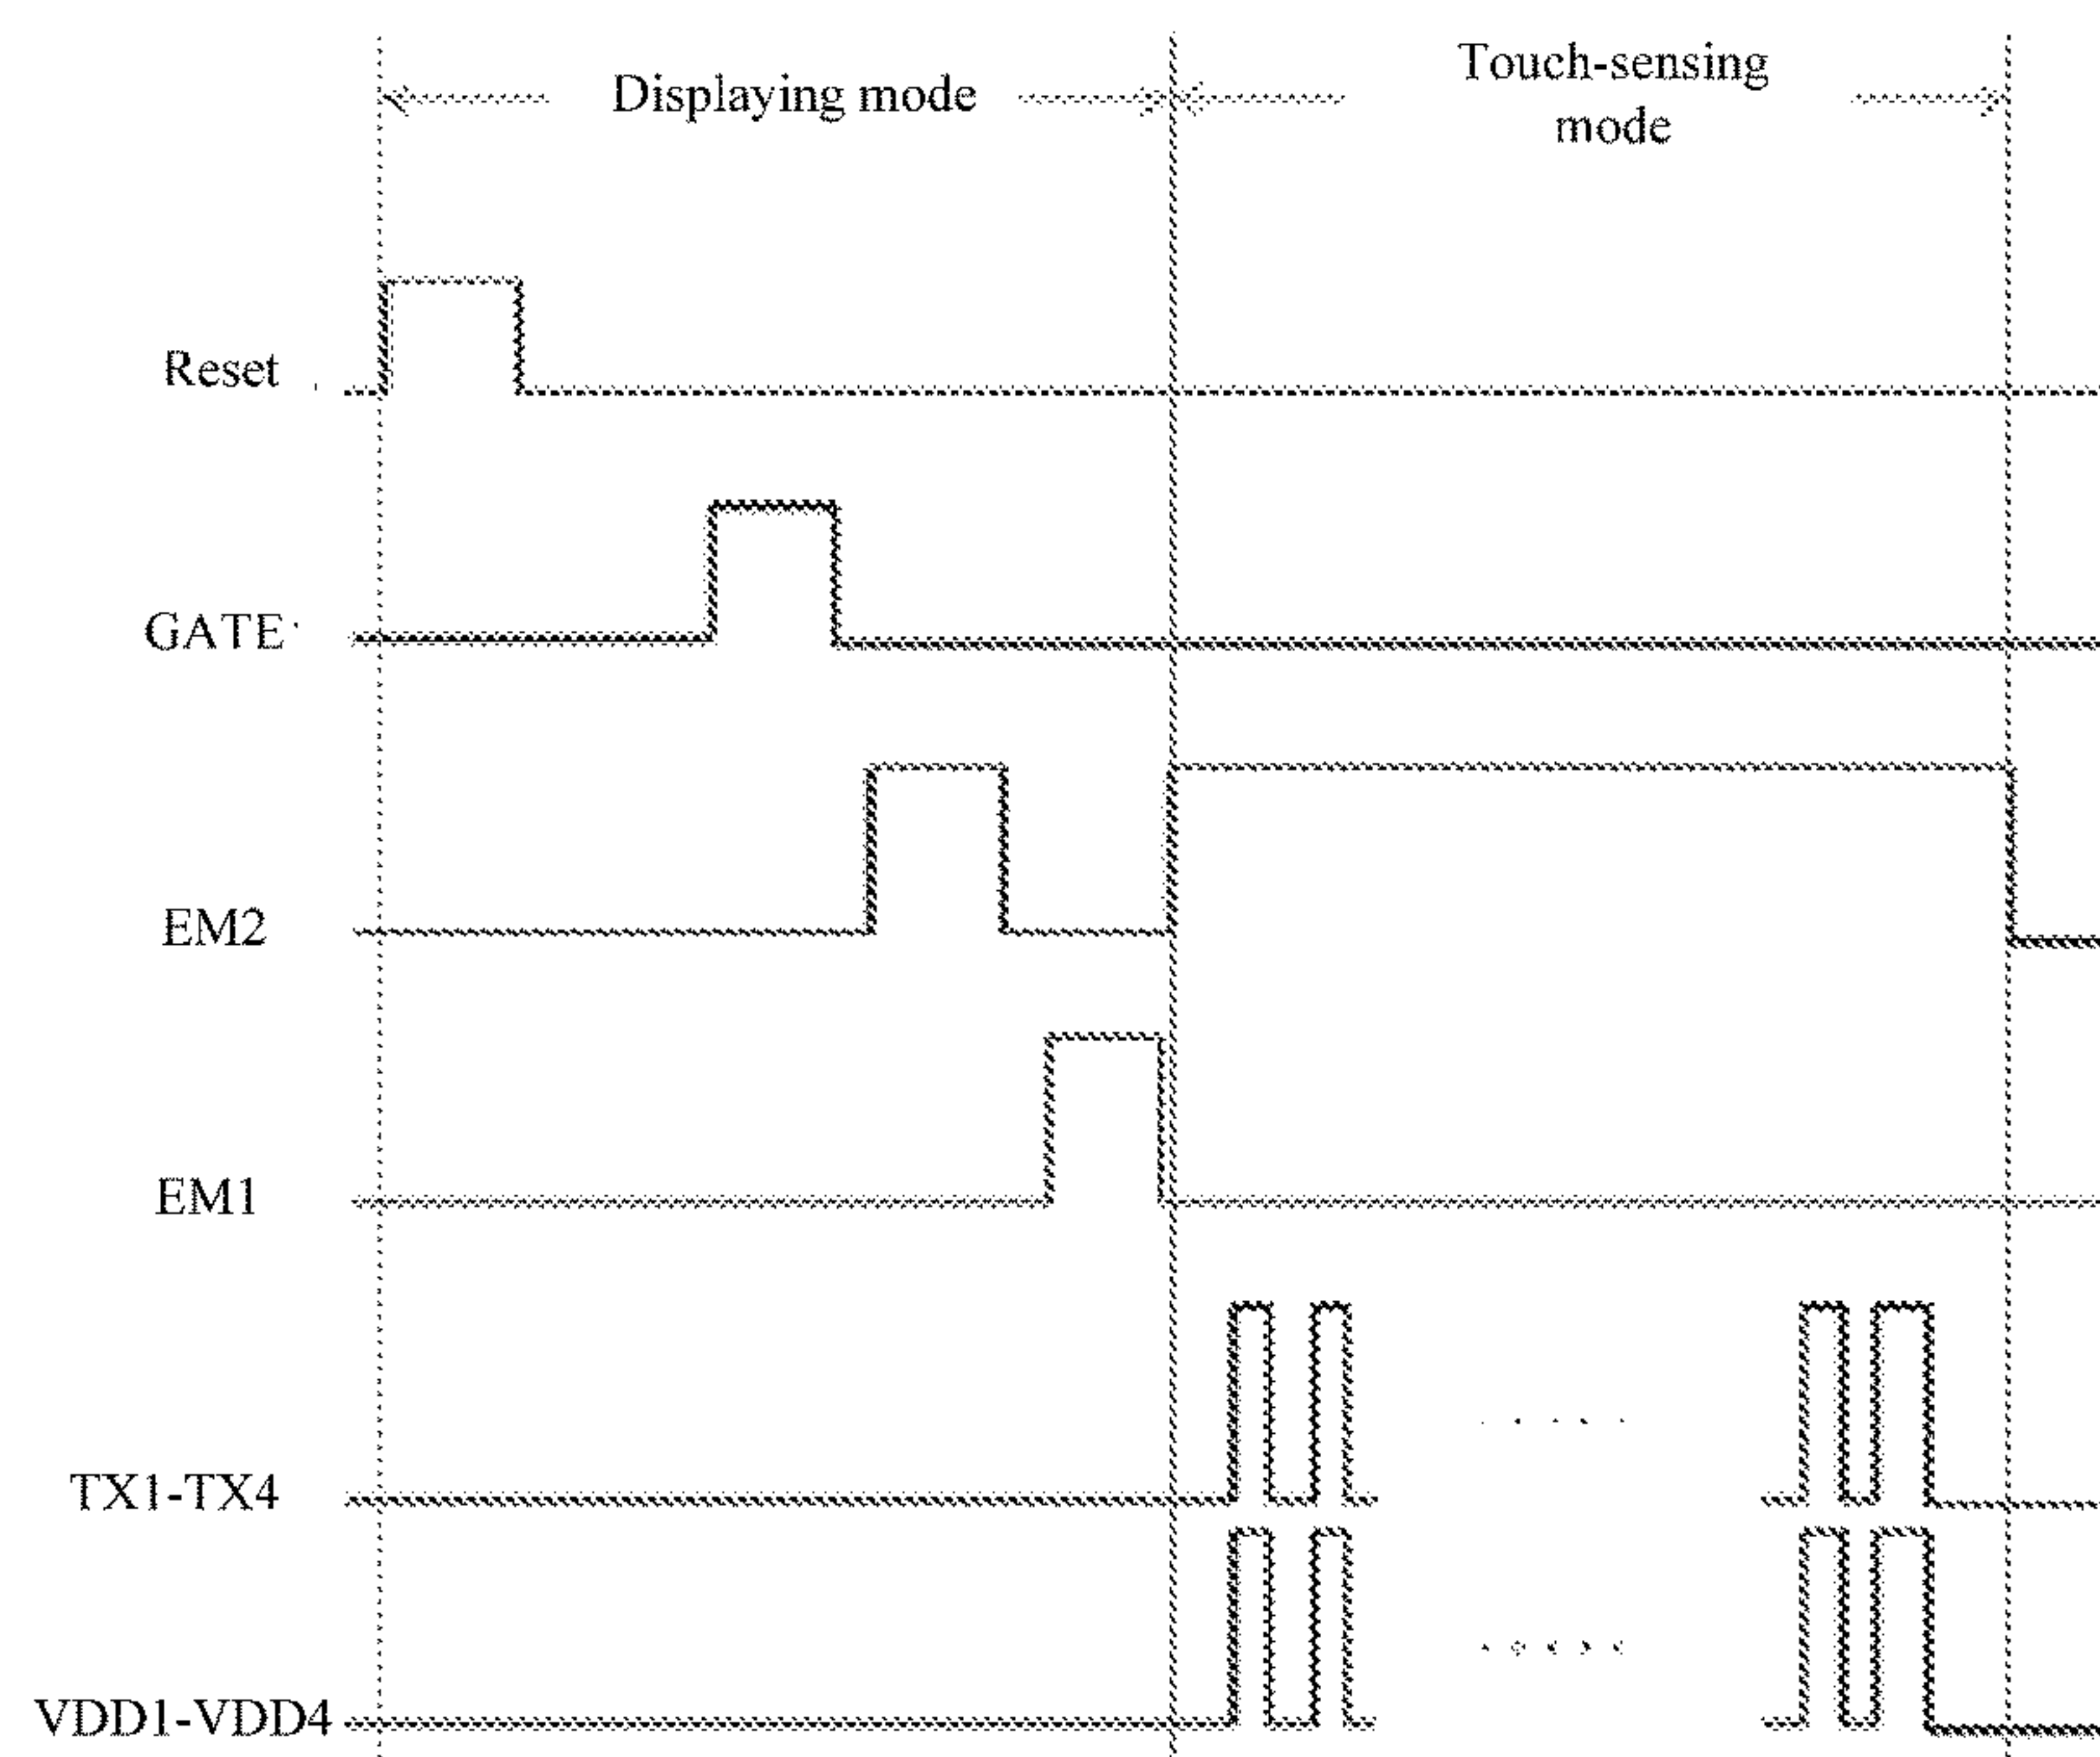 Displaying mode
Touch-sensing
mode
Reset
GATE
EM2
EM1
TX1-TX4
VDD1-VDD4